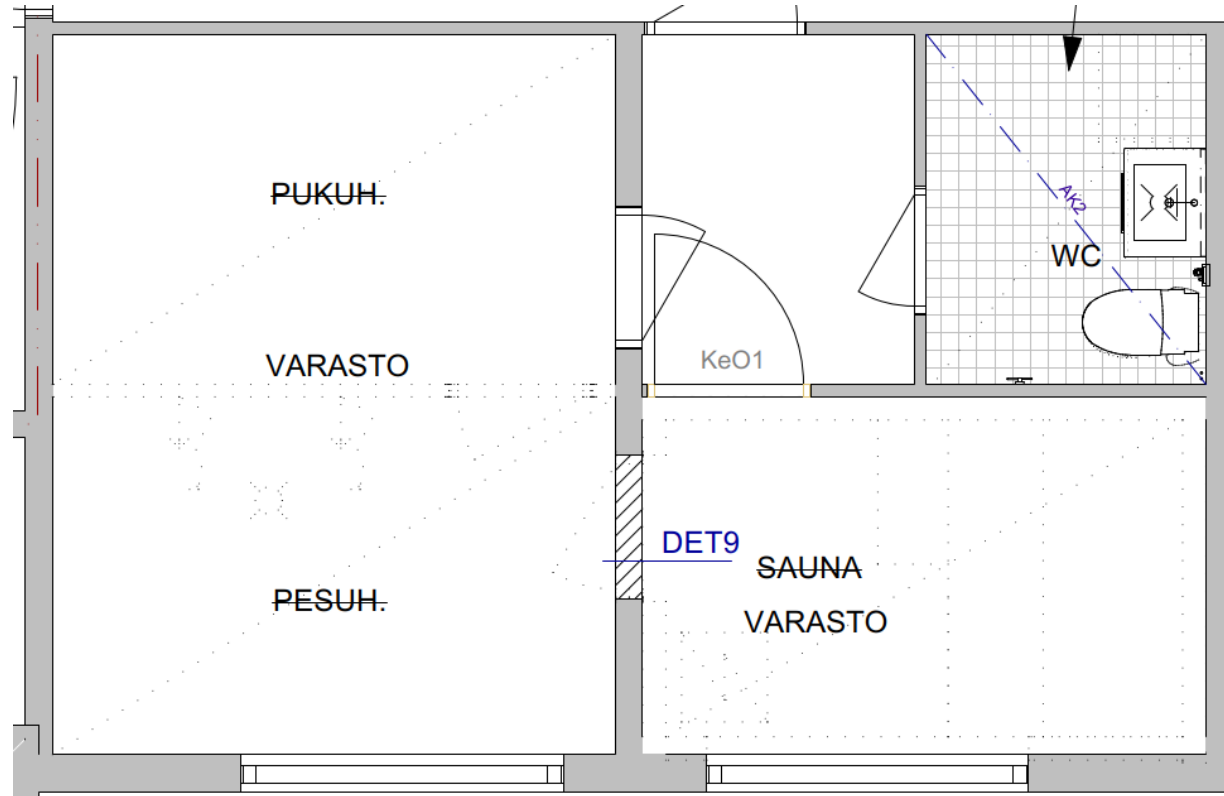 PUKUH.
AK2
WC
VARASTO
KeO1
DET9
SAUNA
PESUH.
VARASTO